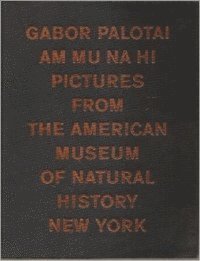 GABOR PALOTAI
AM MU NA HI
PICTURES
FROM
THE AMERICAN
MUSEUM
OF NATURAL
HISTORY
NEW YORK